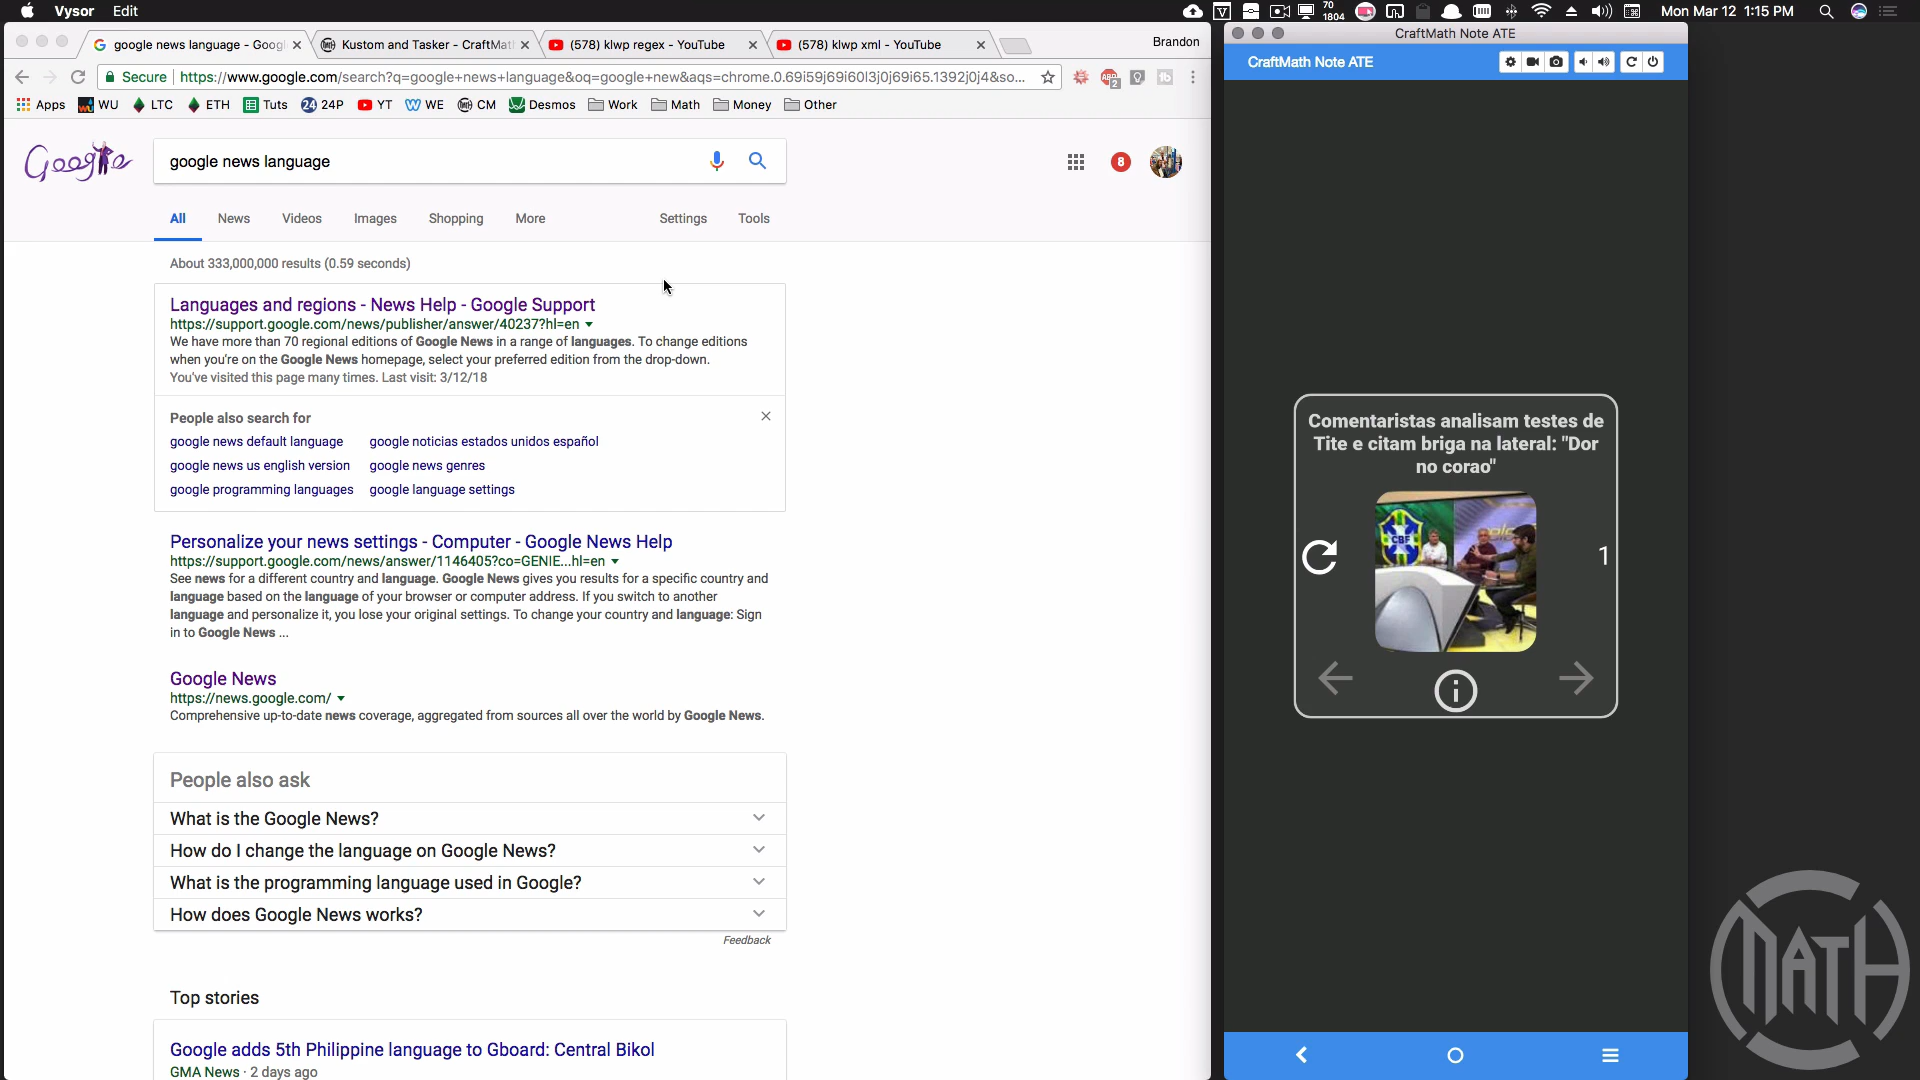 Vysor Edit
70
1804
Mon Mar 12 1:15 PM
google news language - Goog
Kustom and Tasker - CraftMat
(578) klwp regex - YouTube
(578) klwp xml - YouTube
Brandon
Secure
https://www.google.com/search?q=google+news+language&oq=google+new&aqs=chrome.0.69i59j69i60l3j0j69i65.1392j0j4&so...
Apps WU LTC ETH Tuts 24P YT WE CM Desmos Work Math Money Other
Google
google news language
8
All News Videos Images Shopping More Settings Tools
About 333,000,000 results (0.59 seconds)
Languages and regions - News Help - Google Support
https://support.google.com/news/publisher/answer/40237?hl=en
We have more than 70 regional editions of Google News in a range of languages. To change editions
when you're on the Google News homepage, select your preferred edition from the drop-down.
You've visited this page many times. Last visit: 3/12/18
People also search for
google news default language google noticias estados unidos español
google news us english version google news genres
google programming languages google language settings
Personalize your news settings - Computer - Google News Help
https://support.google.com/news/answer/1146405?co=GENIE...hl=en
See news for a different country and language. Google News gives you results for a specific country and
language based on the language of your browser or computer address. If you switch to another
language and personalize it, you lose your original settings. To change your country and language: Sign
in to Google News ...
Google News
https://news.google.com/
Comprehensive up-to-date news coverage, aggregated from sources all over the world by Google News.
People also ask
What is the Google News?
How do I change the language on Google News?
What is the programming language used in Google?
How does Google News works?
Feedback
Top stories
Google adds 5th Philippine language to Gboard: Central Bikol
GMA News · 2 days ago
CraftMath Note ATE
CraftMath Note ATE
Comentaristas analisam testes de
Tite e citam briga na lateral: "Dor
no corao"
CBF
1
MATH